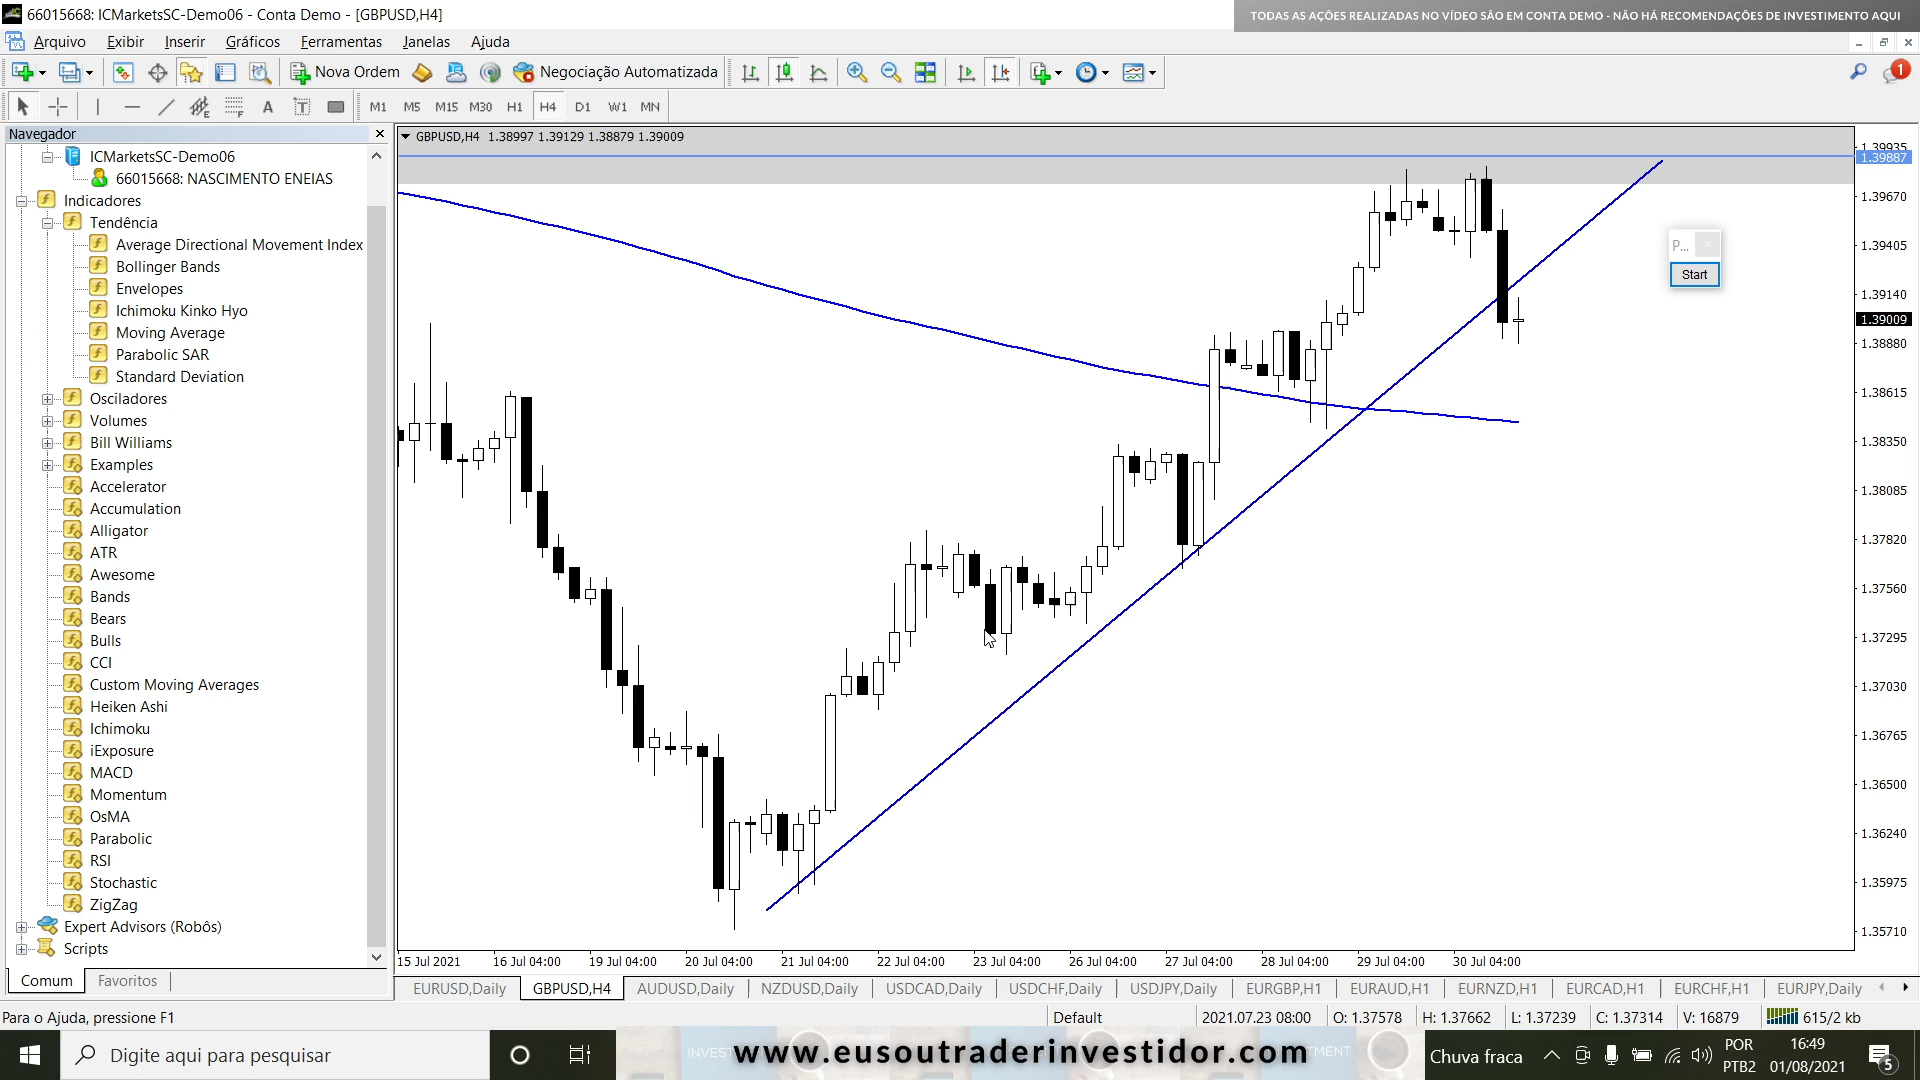 66015668: ICMarketsSC-Demo06 - Conta Demo - [GBPUSD,H4]
TODAS AS AÇÕES REALIZADAS NO VÍDEO SÃO EM CONTA DEMO - NÃO HÁ RECOMENDAÇÕES DE INVESTIMENTO AQUI
Arquivo Exibir Inserir Gráficos Ferramentas Janelas Ajuda
Nova Ordem Negociação Automatizada 1
A T M1 M5 M15 M30 H1 H4 D1 W1 MN
Navegador
ICMarketsSC-Demo06
66015668: NASCIMENTO ENEIAS
Indicadores
Tendência
Average Directional Movement Index
Bollinger Bands
Envelopes
Ichimoku Kinko Hyo
Moving Average
Parabolic SAR
Standard Deviation
Osciladores
Volumes
Bill Williams
Examples
Accelerator
Accumulation
Alligator
ATR
Awesome
Bands
Bears
Bulls
CCI
Custom Moving Averages
Heiken Ashi
Ichimoku
iExposure
MACD
Momentum
OsMA
Parabolic
RSI
Stochastic
ZigZag
Expert Advisors (Robôs)
Scripts
Comum Favoritos
GBPUSD,H4 1.38997 1.39129 1.38879 1.39009
P...
Start
1.39935
1.39887
1.39670
1.39405
1.39140
1.39009
1.38880
1.38615
1.38350
1.38085
1.37820
1.37560
1.37295
1.37030
1.36765
1.36500
1.36240
1.35975
1.35710
15 Jul 2021 16 Jul 04:00 19 Jul 04:00 20 Jul 04:00 21 Jul 04:00 22 Jul 04:00 23 Jul 04:00 26 Jul 04:00 27 Jul 04:00 28 Jul 04:00 29 Jul 04:00 30 Jul 04:00
EURUSD,Daily GBPUSD,H4 AUDUSD,Daily NZDUSD,Daily USDCAD,Daily USDCHF,Daily USDJPY,Daily EURGBP,H1 EURAUD,H1 EURNZD,H1 EURCAD,H1 EURCHF,H1 EURJPY,Daily
Para o Ajuda, pressione F1 Default 2021.07.23 08:00 O: 1.37578 H: 1.37662 L: 1.37239 C: 1.37314 V: 16879 615/2 kb
Digite aqui para pesquisar
www.eusoutraderinvestidor.com
Chuva fraca
POR
PTB2
16:49
01/08/2021
5